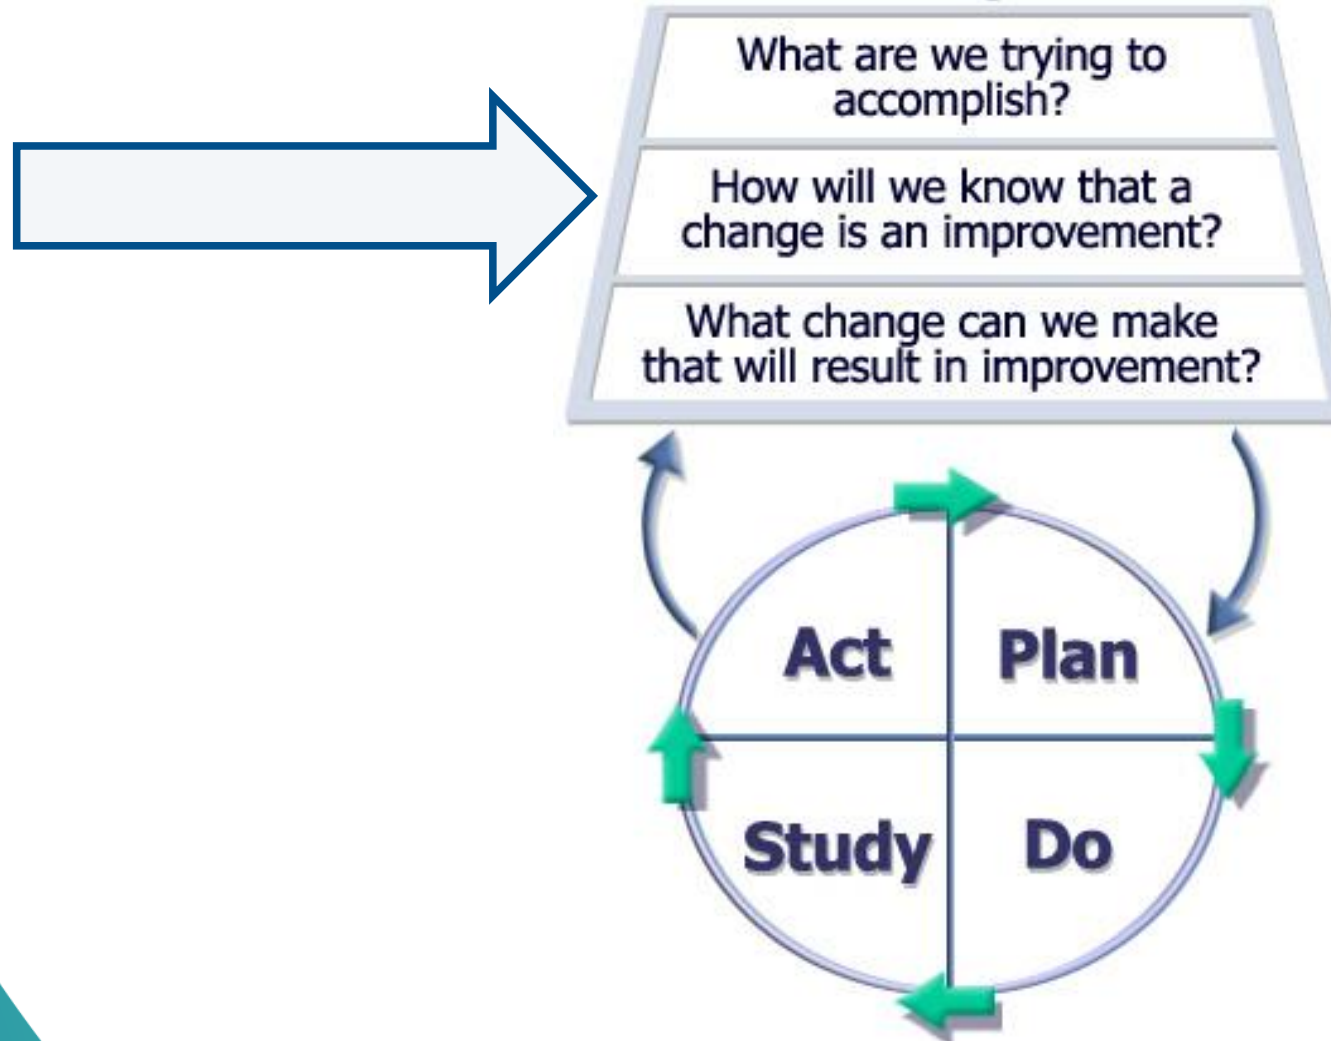 What are we trying to
accomplish?
How will we know that a
change is an improvement?
What change can we make
that will result in improvement?
Act
Plan
Study
Do